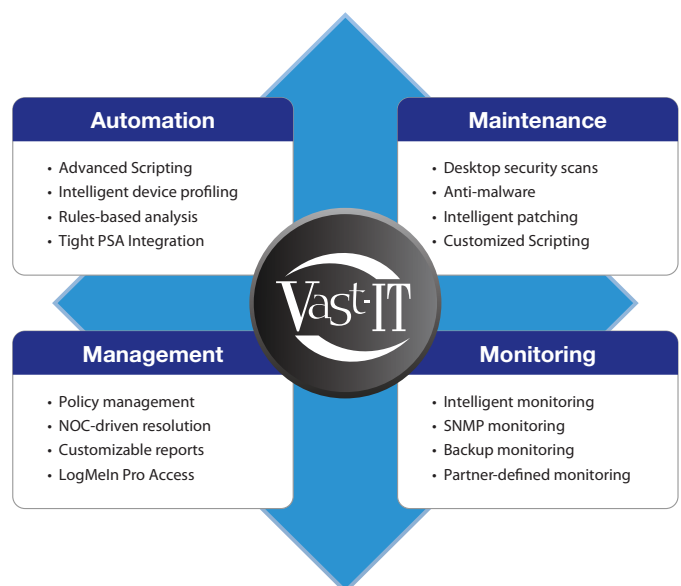 Automation
• Advanced Scripting
• Intelligent device profiling
• Rules-based analysis
• Tight PSA Integration
Maintenance
• Desktop security scans
• Anti-malware
• Intelligent patching
• Customized Scripting
Vast-IT
Management
• Policy management
• NOC-driven resolution
• Customizable reports
• LogMeIn Pro Access
Monitoring
• Intelligent monitoring
• SNMP monitoring
• Backup monitoring
• Partner-defined monitoring